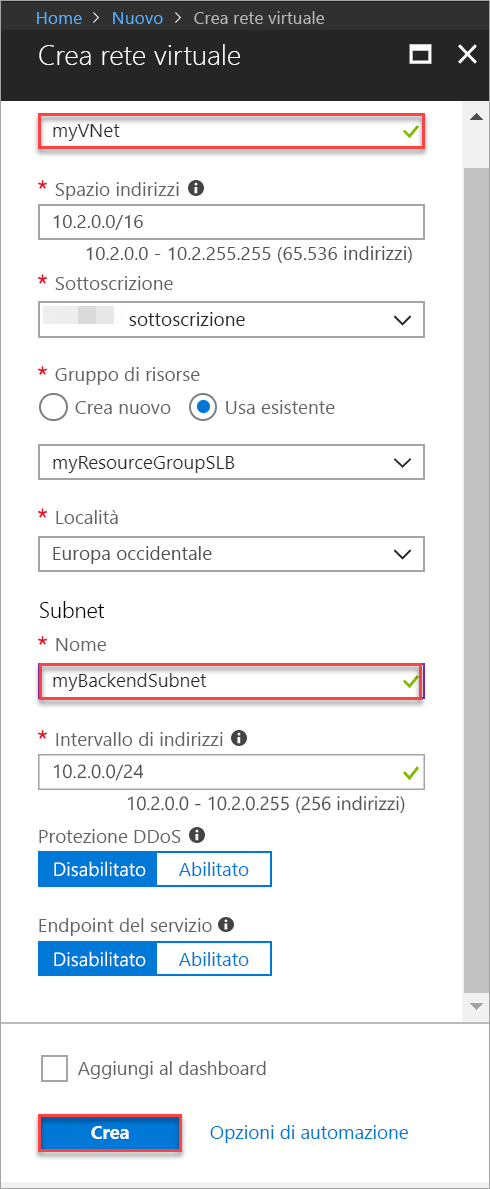 Home > Nuovo > Crea rete virtuale
Crea rete virtuale
myVNet
* Spazio indirizzi
10.2.0.0/16
10.2.0.0 - 10.2.255.255 (65.536 indirizzi)
* Sottoscrizione
sottoscrizione
* Gruppo di risorse
Crea nuovo Usa esistente
myResourceGroupSLB
* Località
Europa occidentale
Subnet
* Nome
myBackendSubnet
* Intervallo di indirizzi
10.2.0.0/24
10.2.0.0 - 10.2.0.255 (256 indirizzi)
Protezione DDoS
Disabilitato Abilitato
Endpoint del servizio
Disabilitato Abilitato
Aggiungi al dashboard
Crea Opzioni di automazione